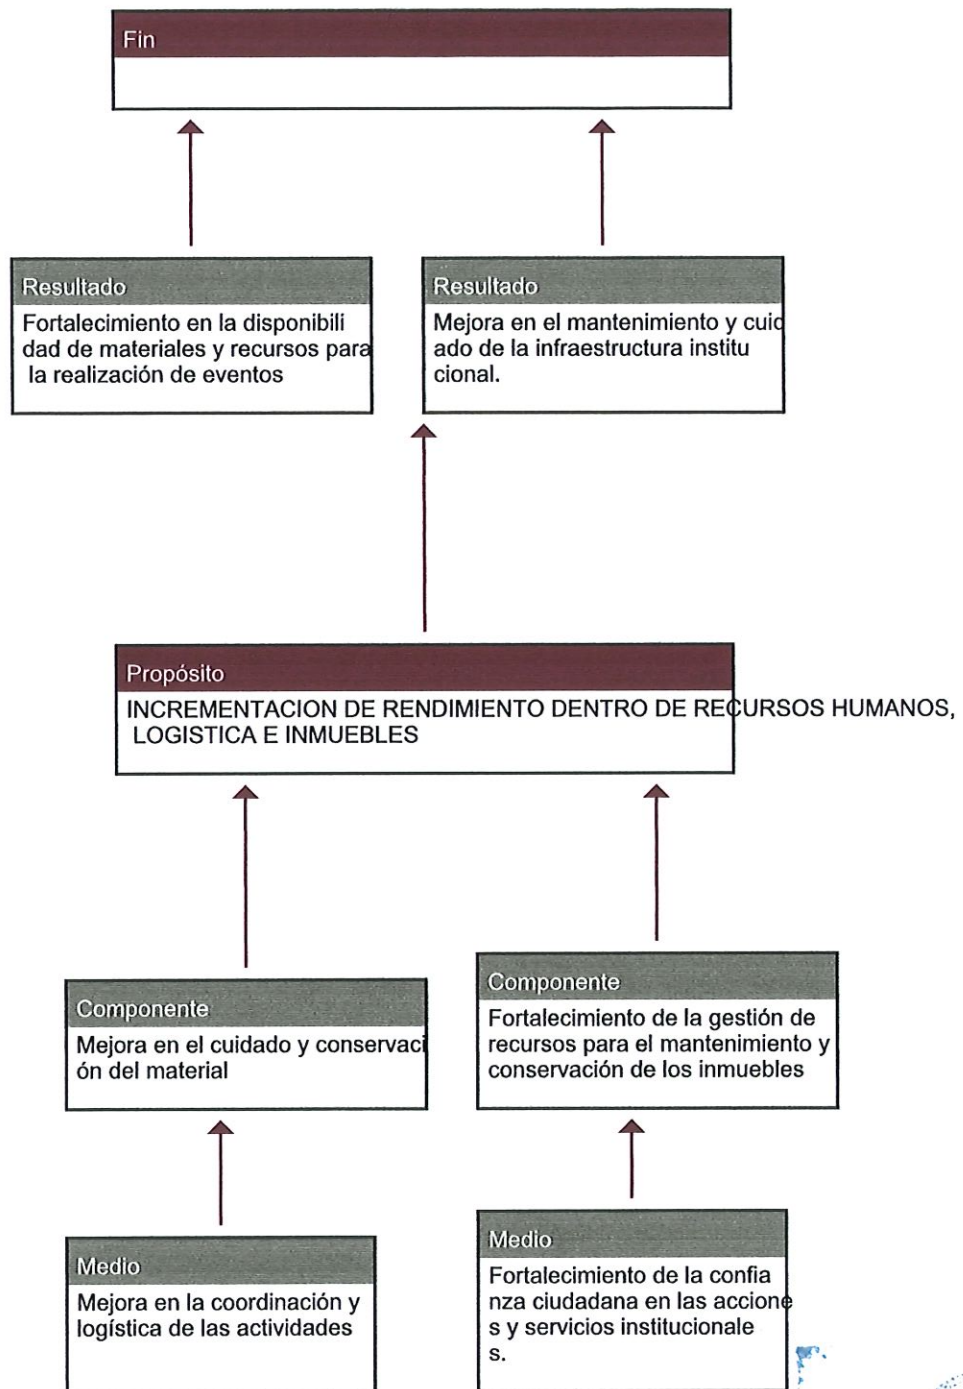 Fin
Resultado
Fortalecimiento en la disponibili
dad de materiales y recursos para
la realización de eventos
Resultado
Mejora en el mantenimiento y cuid
ado de la infraestructura institu
cional.
Propósito
INCREMENTACION DE RENDIMIENTO DENTRO DE RECURSOS HUMANOS,
LOGISTICA E INMUEBLES
Componente
Mejora en el cuidado y conservaci
ón del material
Componente
Fortalecimiento de la gestión de
recursos para el mantenimiento y
conservación de los inmuebles
Medio
Mejora en la coordinación y
logística de las actividades
Medio
Fortalecimiento de la confia
nza ciudadana en las accione
s y servicios institucionale
s.